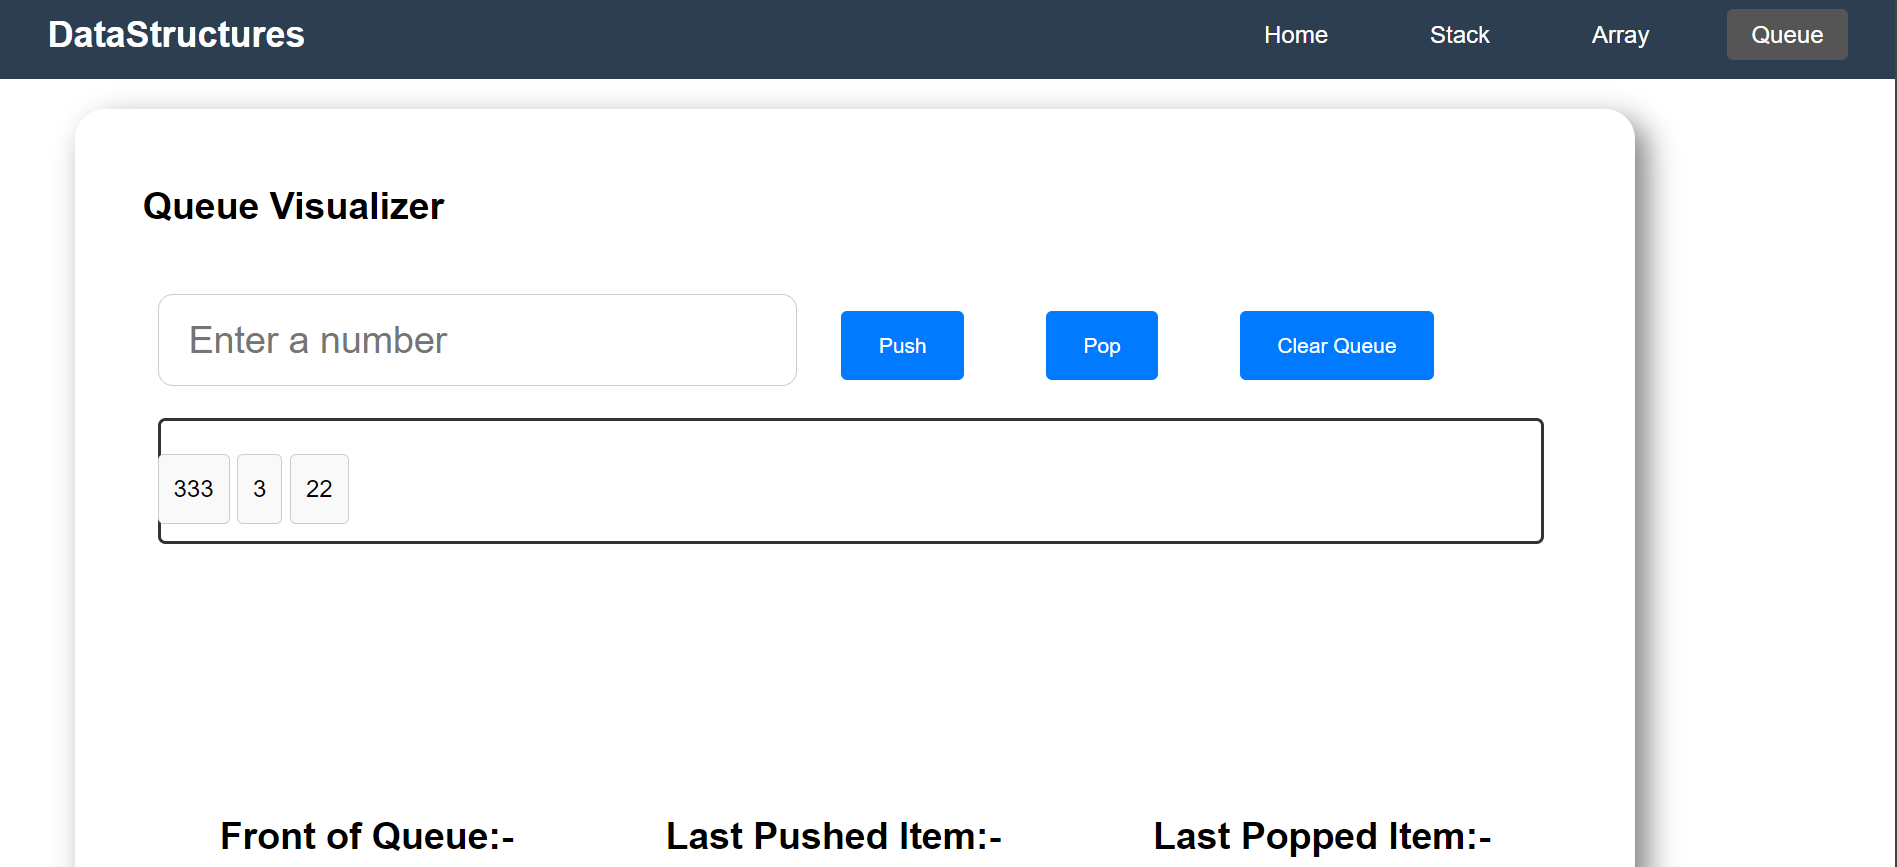 DataStructures Home Stack Array Queue
Queue Visualizer
Enter a number Push Pop Clear Queue
333 3 22
Front of Queue:- Last Pushed Item:- Last Popped Item:-